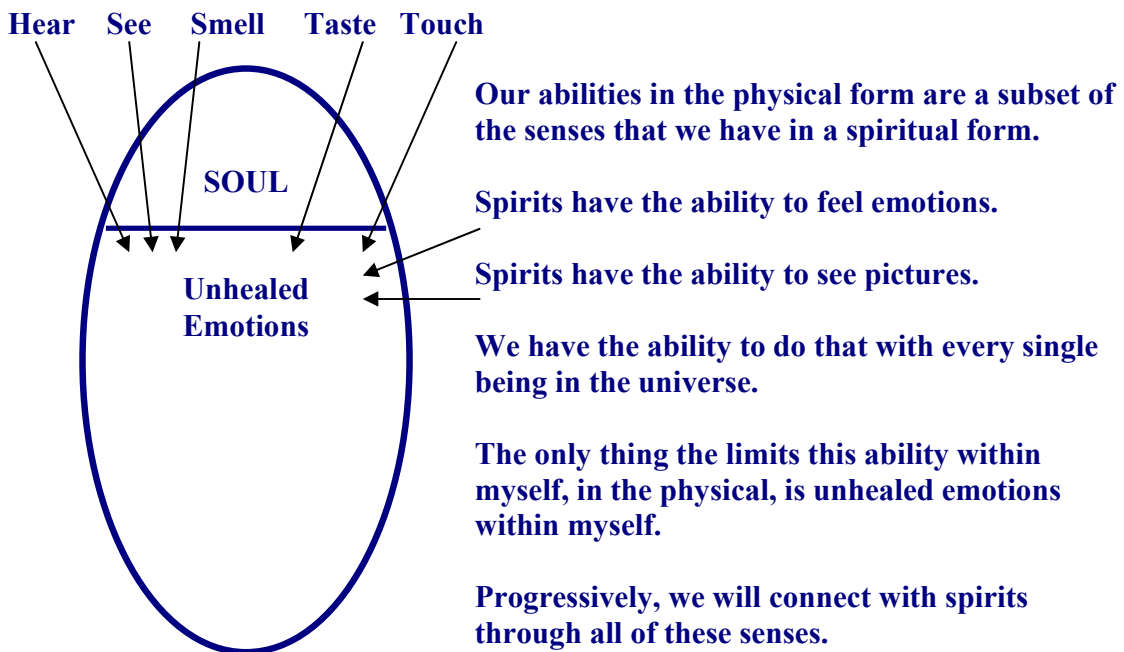 Hear See Smell Taste Touch
SOUL
Unhealed
Emotions
Our abilities in the physical form are a subset of
the senses that we have in a spiritual form.
Spirits have the ability to feel emotions.
Spirits have the ability to see pictures.
We have the ability to do that with every single
being in the universe.
The only thing the limits this ability within
myself, in the physical, is unhealed emotions
within myself.
Progressively, we will connect with spirits
through all of these senses.